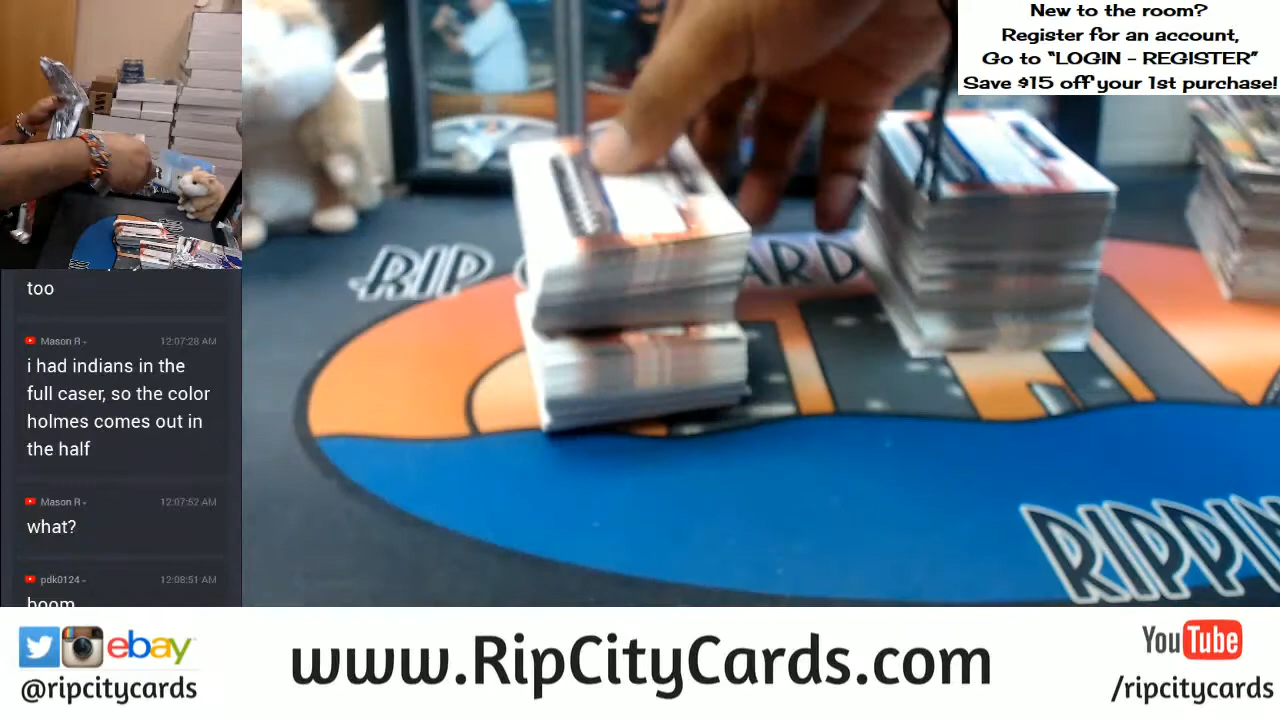 New to the room?
Register for an account,
Go to "LOGIN - REGISTER"
Save $15 off your 1st purchase!
too
Mason R 12:07:28 AM
i had indians in the
full caser, so the color
holmes comes out in
the half
Mason R 12:07:52 AM
what?
pdk0124 12:08:51 AM
boom
RIP
ARD
RIPPIN
ebay
@ripcitycards
www.RipCityCards.com
YouTube
/ripcitycards